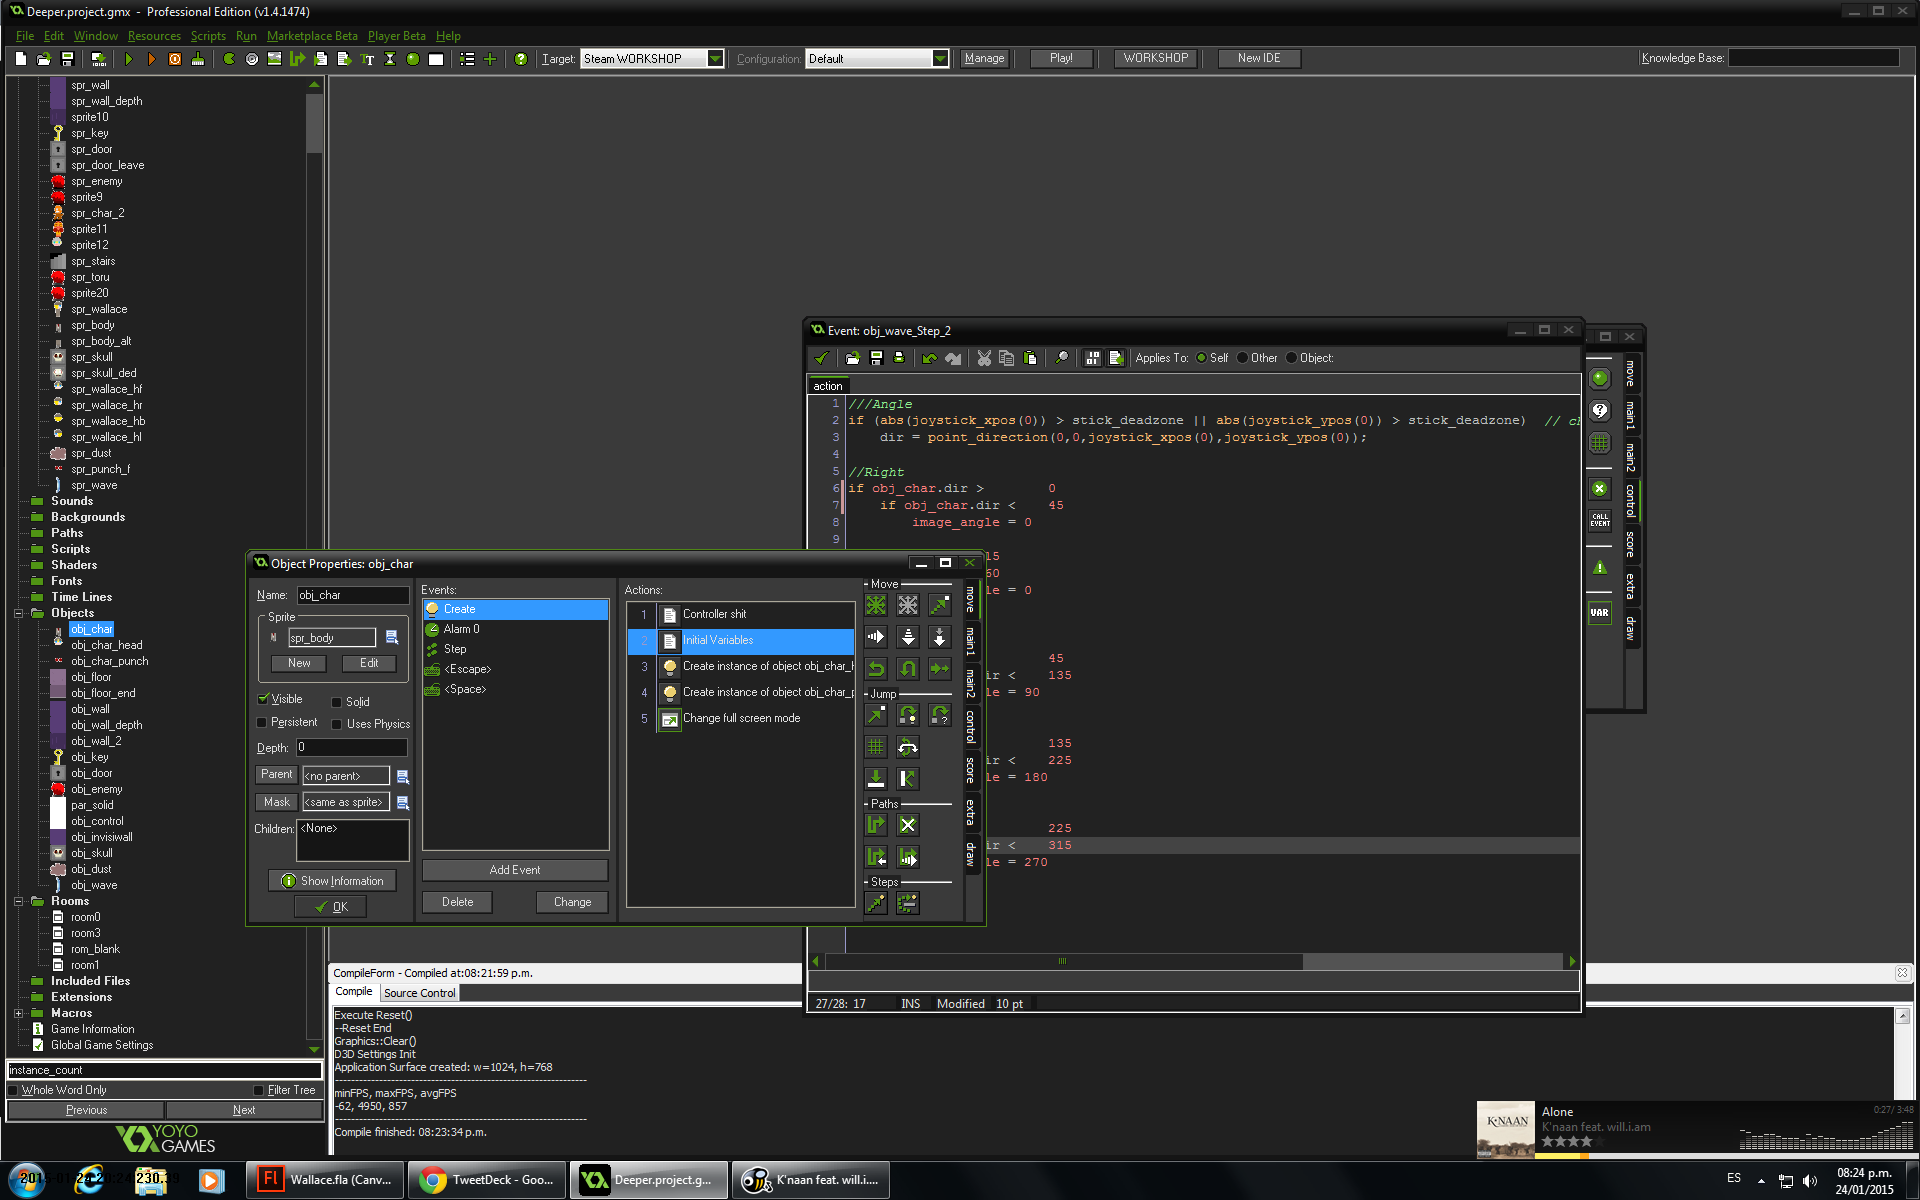 Deeper.project.gmx - Professional Edition (v1.4.1474)
File Edit Window Resources Scripts Run Marketplace Beta Player Beta Help
Target: Steam WORKSHOP Configuration: Default Manage Play! WORKSHOP New IDE Knowledge Base:
spr_wall
spr_wall_depth
sprite10
spr_key
spr_door
spr_door_leave
spr_enemy
sprite9
spr_char_2
sprite11
sprite12
spr_stairs
spr_toru
sprite20
spr_wallace
spr_body
spr_body_alt
spr_skull
spr_skull_ded
spr_wallace_hf
spr_wallace_hr
spr_wallace_hb
spr_wallace_hl
spr_dust
spr_punch_f
spr_wave
Sounds
Backgrounds
Paths
Scripts
Shaders
Fonts
Time Lines
Objects
obj_char
obj_char_head
obj_char_punch
obj_floor
obj_floor_end
obj_wall
obj_wall_depth
obj_wall_2
obj_key
obj_door
obj_enemy
par_solid
obj_control
obj_invisiwall
obj_skull
obj_dust
obj_wave
Rooms
room0
room3
rom_blank
room1
Included Files
Extensions
Macros
Game Information
Global Game Settings
instance_count
Whole Word Only Filter Tree
Previous Next
YOYO
GAMES
Event: obj_wave_Step_2
Applies To: Self Other Object:
action
1 ///Angle
2 if (abs(joystick_xpos(0)) > stick_deadzone || abs(joystick_ypos(0)) > stick_deadzone) // c
3 dir = point_direction(0,0,joystick_xpos(0),joystick_ypos(0));
4
5 //Right
6 if obj_char.dir > 0
7 if obj_char.dir < 45
8 image_angle = 0
9
15
60
le = 0
45
ir < 135
le = 90
135
ir < 225
le = 180
225
ir < 315
le = 270
27/28: 17 INS Modified 10 pt
move
main1
main2
control
score
extra
draw
CALL
EVENT
VAR
Object Properties: obj_char
Name: obj_char
Sprite
spr_body
New Edit
Visible Solid
Persistent Uses Physics
Depth: 0
Parent <no parent>
Mask <same as sprite>
Children: <None>
Show Information
OK
Events:
Create
Alarm 0
Step
<Escape>
<Space>
Add Event
Delete Change
Actions:
1 Controller shit
2 Initial Variables
3 Create instance of object obj_char_h
4 Create instance of object obj_char_p
5 Change full screen mode
Move
Jump
Paths
Steps
move
main1
main2
control
score
extra
draw
CompileForm - Compiled at:08:21:59 p.m.
Compile Source Control
Execute Reset()
--Reset End
Graphics::Clear()
D3D Settings Init
Application Surface created: w=1024, h=768
minFPS, maxFPS, avgFPS
-62, 4950, 857
Compile finished: 08:23:34 p.m.
K'NAAN
Alone
K'naan feat. will.i.am
0:27/ 3:48
Wallace.fla (Canv...
TweetDeck - Goo...
Deeper.project.g...
K'naan feat. will.i....
ES
08:24 p.m.
24/01/2015